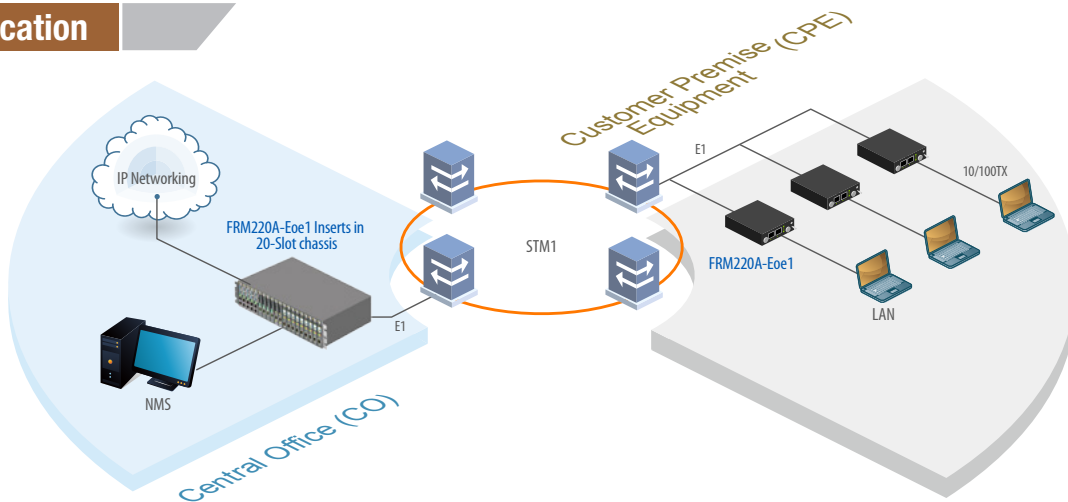 cation
Customer Premise (CPE)
Equipment
IP Networking
FRM220A-Eoe1 Inserts in
20-Slot chassis
E1
NMS
Central Office (CO)
STM1
E1
10/100TX
FRM220A-Eoe1
LAN